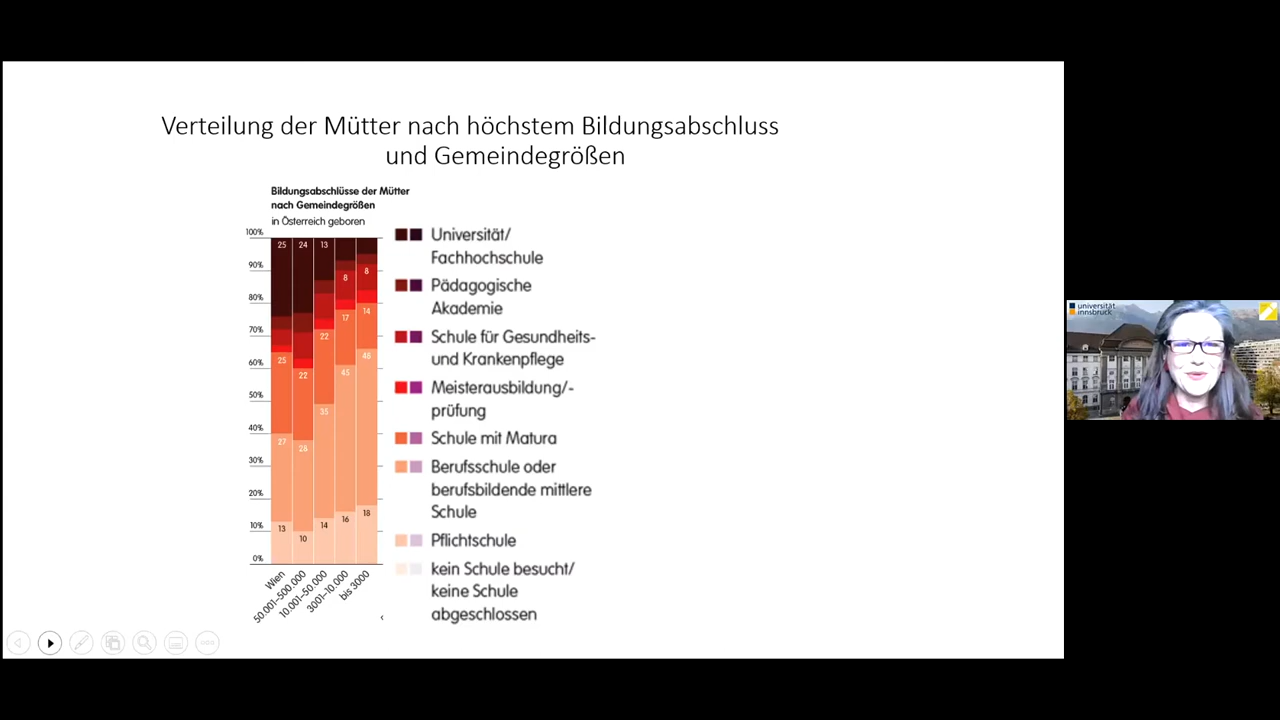 Verteilung der Mütter nach höchstem Bildungsabschluss
und Gemeindegrößen
Bildungsabschlüsse der Mütter
nach Gemeindegrößen
in Österreich geboren
100%
90%
80%
70%
60%
50%
40%
30%
20%
10%
0%
25 24 13
8 8
17 14
25 22 22
45 46
27 28 35
13 10 14 16 18
Wien
50.001–500.000
10.001–50.000
3001–10.000
bis 3000
Universität/
Fachhochschule
Pädagogische
Akademie
Schule für Gesundheits-
und Krankenpflege
Meisterausbildung/-
prüfung
Schule mit Matura
Berufsschule oder
berufsbildende mittlere
Schule
Pflichtschule
kein Schule besucht/
keine Schule
abgeschlossen
universität
innsbruck